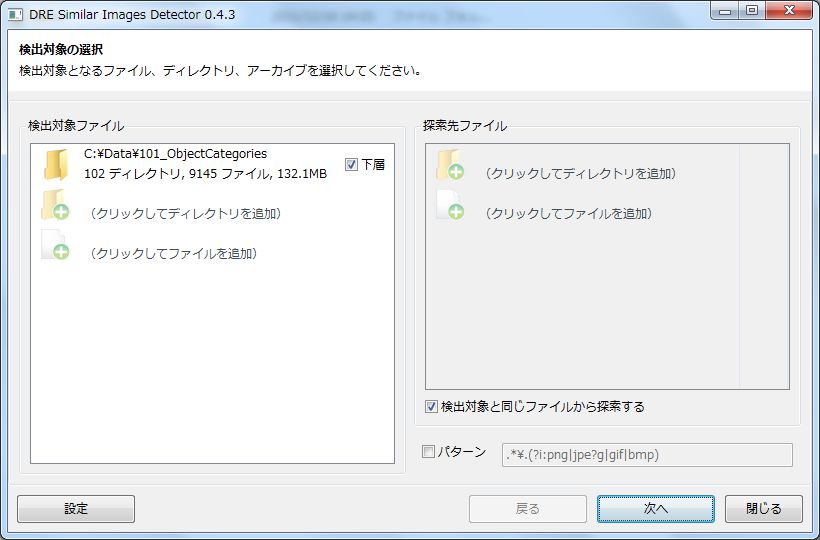 DRE Similar Images Detector 0.4.3
検出対象の選択
検出対象となるファイル、ディレクトリ、アーカイブを選択してください。
検出対象ファイル
C:¥Data¥101_ObjectCategories
102 ディレクトリ, 9145 ファイル, 132.1MB
下層
（クリックしてディレクトリを追加）
（クリックしてファイルを追加）
探索先ファイル
（クリックしてディレクトリを追加）
（クリックしてファイルを追加）
検出対象と同じファイルから探索する
パターン
.*¥.(?i:png|jpe?g|gif|bmp)
設定
戻る
次へ
閉じる